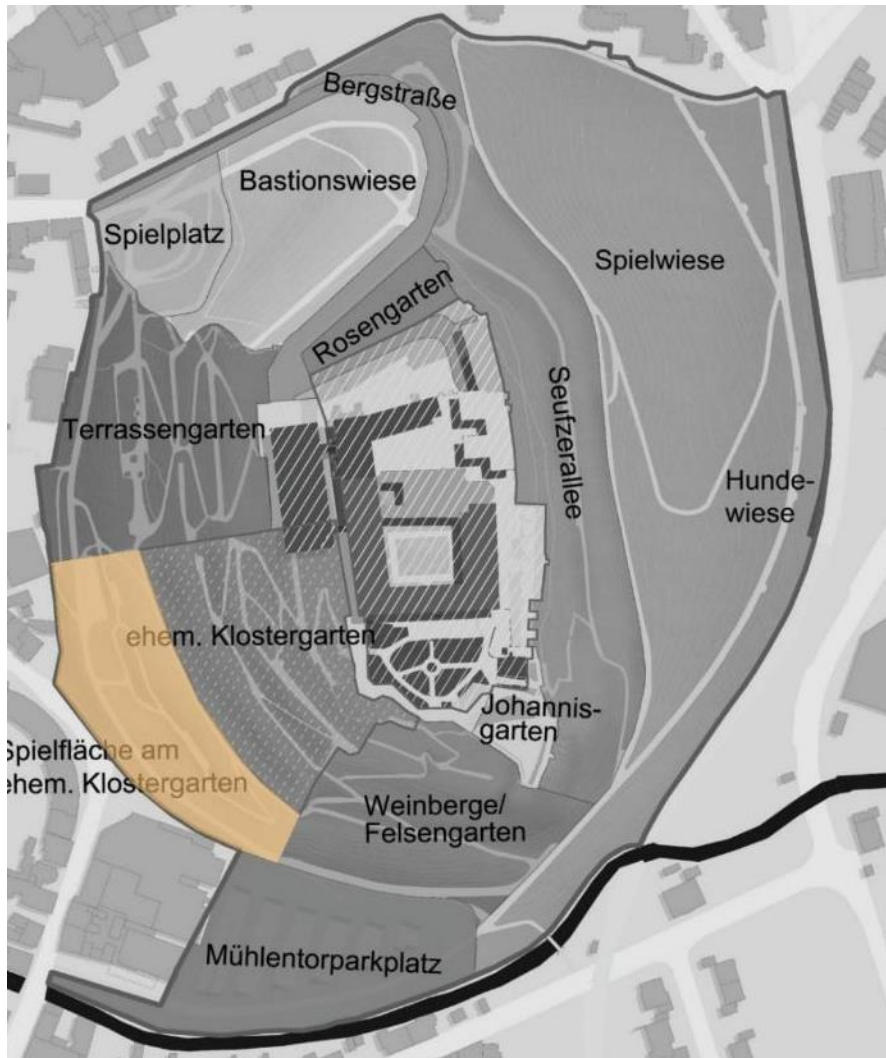 Bergstraße
Bastionswiese
Spielplatz
Spielwiese
Rosengarten
Terrassengarten
Seufzerallee
Hunde-
wiese
ehem. Klostergarten
Johannis-
garten
Spielfläche am
ehem. Klostergarten
Weinberge/
Felsengarten
Mühlentorparkplatz